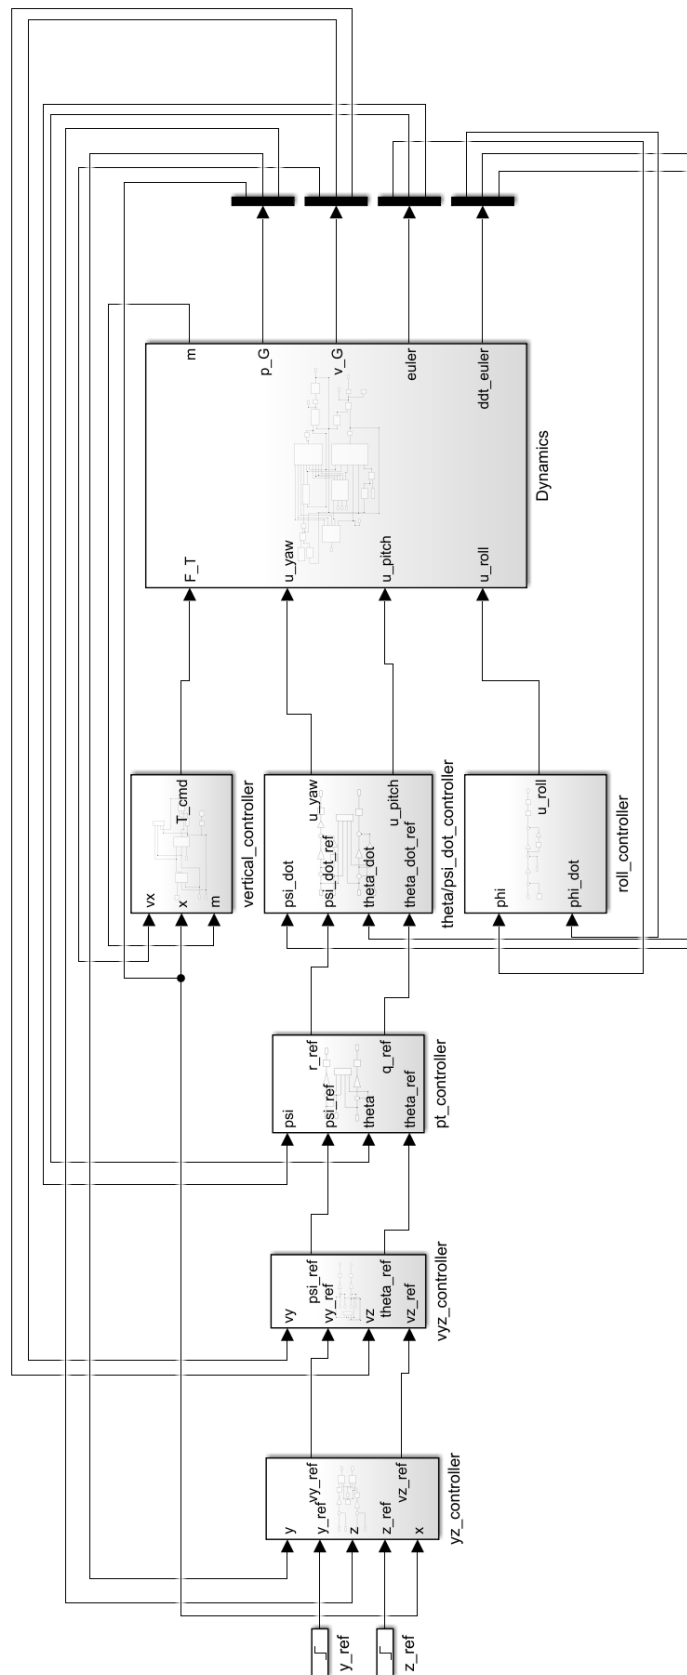 y_ref
z_ref
y
y_ref
z
z_ref
x
vy_ref
vz_ref
yz_controller
vy
vy_ref
vz
vz_ref
psi_ref
theta_ref
vyz_controller
psi
psi_ref
theta
theta_ref
r_ref
q_ref
pt_controller
vx
x
m
T_cmd
vertical_controller
psi_dot
psi_dot_ref
theta_dot
theta_dot_ref
u_yaw
u_pitch
theta/psi_dot_controller
phi
phi_dot
u_roll
roll_controller
F_T
u_yaw
u_pitch
u_roll
m
p_G
v_G
euler
ddt_euler
Dynamics